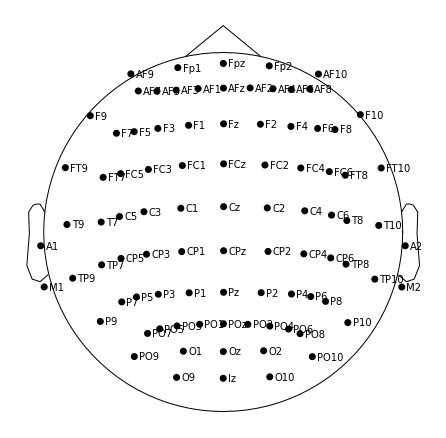 Fpz
Fp1 Fp2
AF9 AF10
AF7 AF5 AF3 AF1 AFz AF2 AF4 AF6 AF8
F9 F10
F7 F5 F3 F1 Fz F2 F4 F6 F8
FT9 FT7 FC5 FC3 FC1 FCz FC2 FC4 FC6 FT8 FT10
T9 T7 C5 C3 C1 Cz C2 C4 C6 T8 T10
A1 A2
TP7 CP5 CP3 CP1 CPz CP2 CP4 CP6 TP8
TP9 TP10
M1 M2
P7 P5 P3 P1 Pz P2 P4 P6 P8
P9 P10
PO7 PO5 PO3 PO1 POz PO2 PO4 PO6 PO8
PO9 O1 Oz O2 PO10
O9 Iz O10